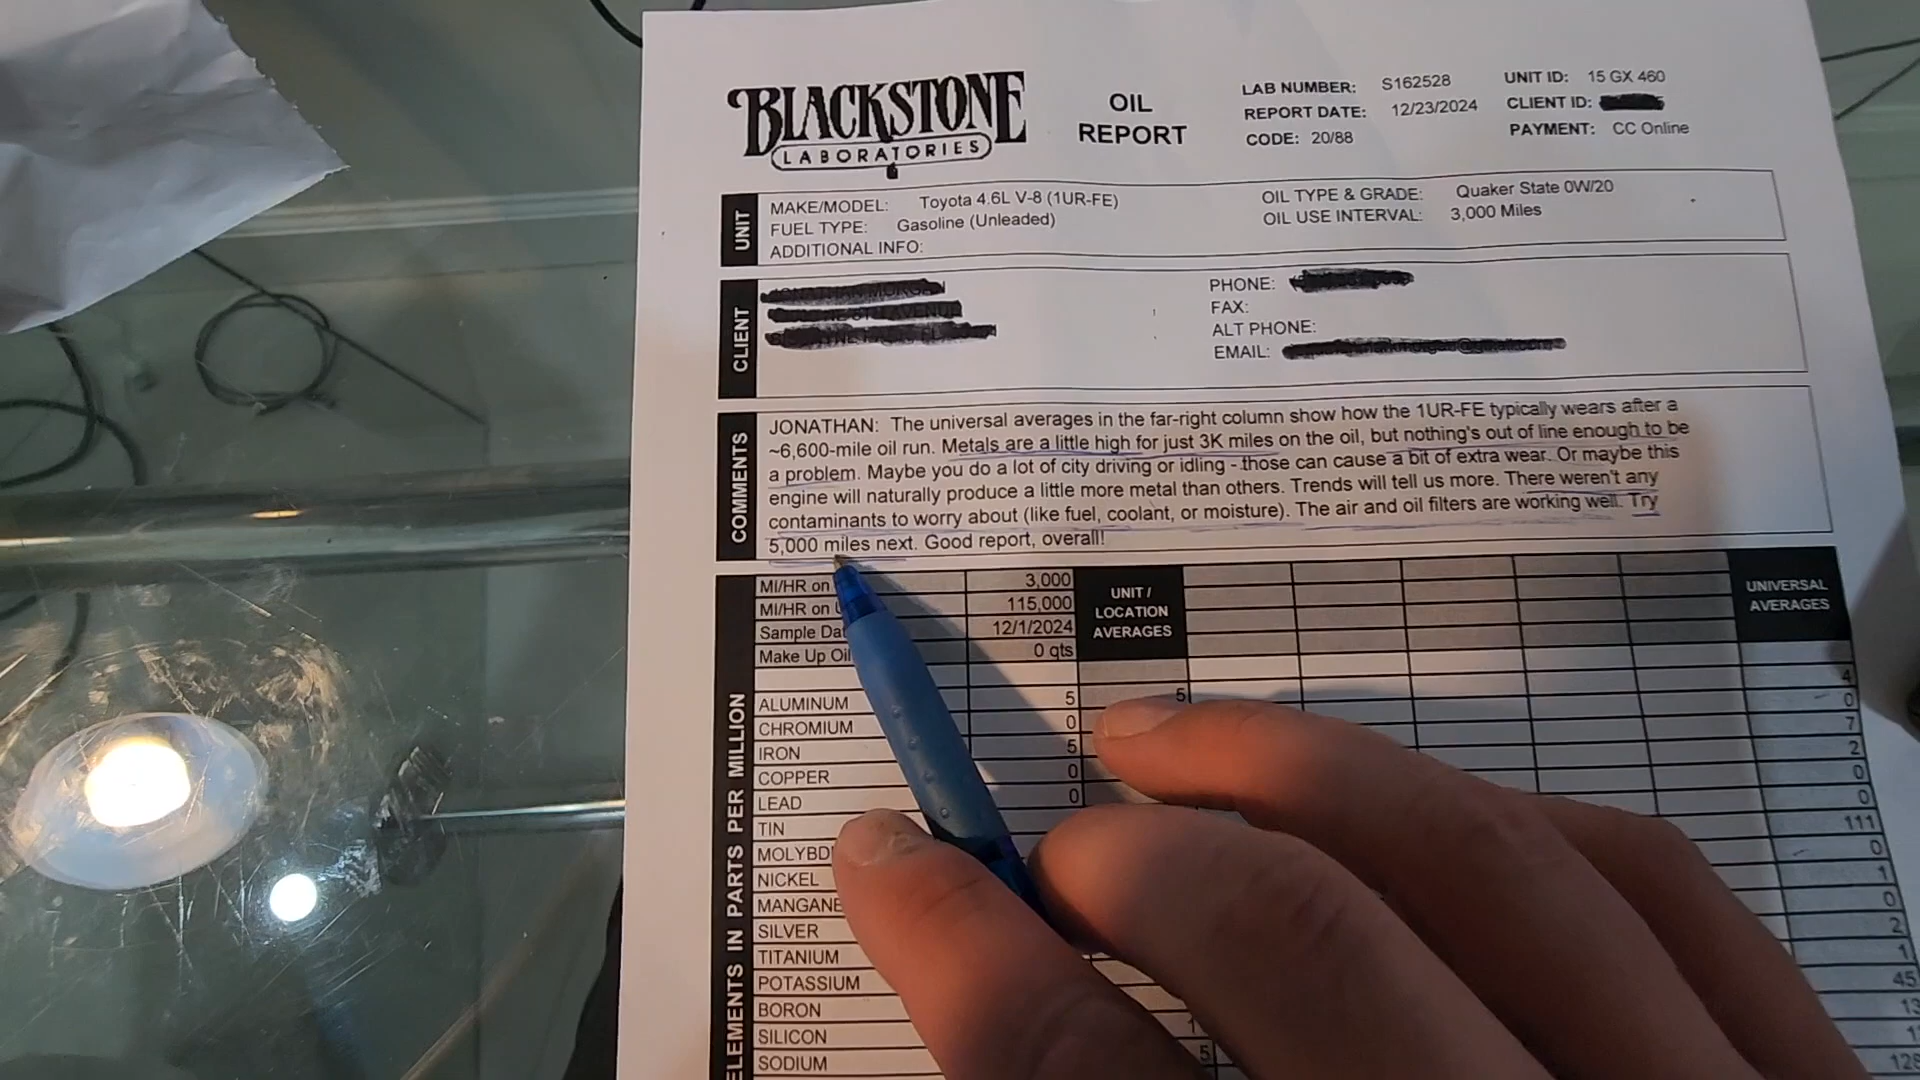 BLACKSTONE
LABORATORIES
OIL
REPORT
LAB NUMBER: S162528
REPORT DATE: 12/23/2024
CODE: 20/88
UNIT ID: 15 GX 460
CLIENT ID:
PAYMENT: CC Online
UNIT
MAKE/MODEL: Toyota 4.6L V-8 (1UR-FE)
FUEL TYPE: Gasoline (Unleaded)
ADDITIONAL INFO:
OIL TYPE & GRADE: Quaker State 0W/20
OIL USE INTERVAL: 3,000 Miles
CLIENT
PHONE:
FAX:
ALT PHONE:
EMAIL:
COMMENTS
JONATHAN: The universal averages in the far-right column show how the 1UR-FE typically wears after a
~6,600-mile oil run. Metals are a little high for just 3K miles on the oil, but nothing's out of line enough to be
a problem. Maybe you do a lot of city driving or idling - those can cause a bit of extra wear. Or maybe this
engine will naturally produce a little more metal than others. Trends will tell us more. There weren't any
contaminants to worry about (like fuel, coolant, or moisture). The air and oil filters are working well. Try
5,000 miles next. Good report, overall!
MI/HR on 3,000
MI/HR on 115,000
Sample 12/1/2024
Make Up Oil 0 qts
UNIT /
LOCATION
AVERAGES
UNIVERSAL
AVERAGES
ELEMENTS IN PARTS PER MILLION
ALUMINUM 5 5 4
CHROMIUM 0 0
IRON 5 7
COPPER 0 2
LEAD 0 0
TIN 0
111
NICKEL 0
1
SILVER 0
TITANIUM 2
POTASSIUM 1
BORON 45
SILICON
SODIUM 5